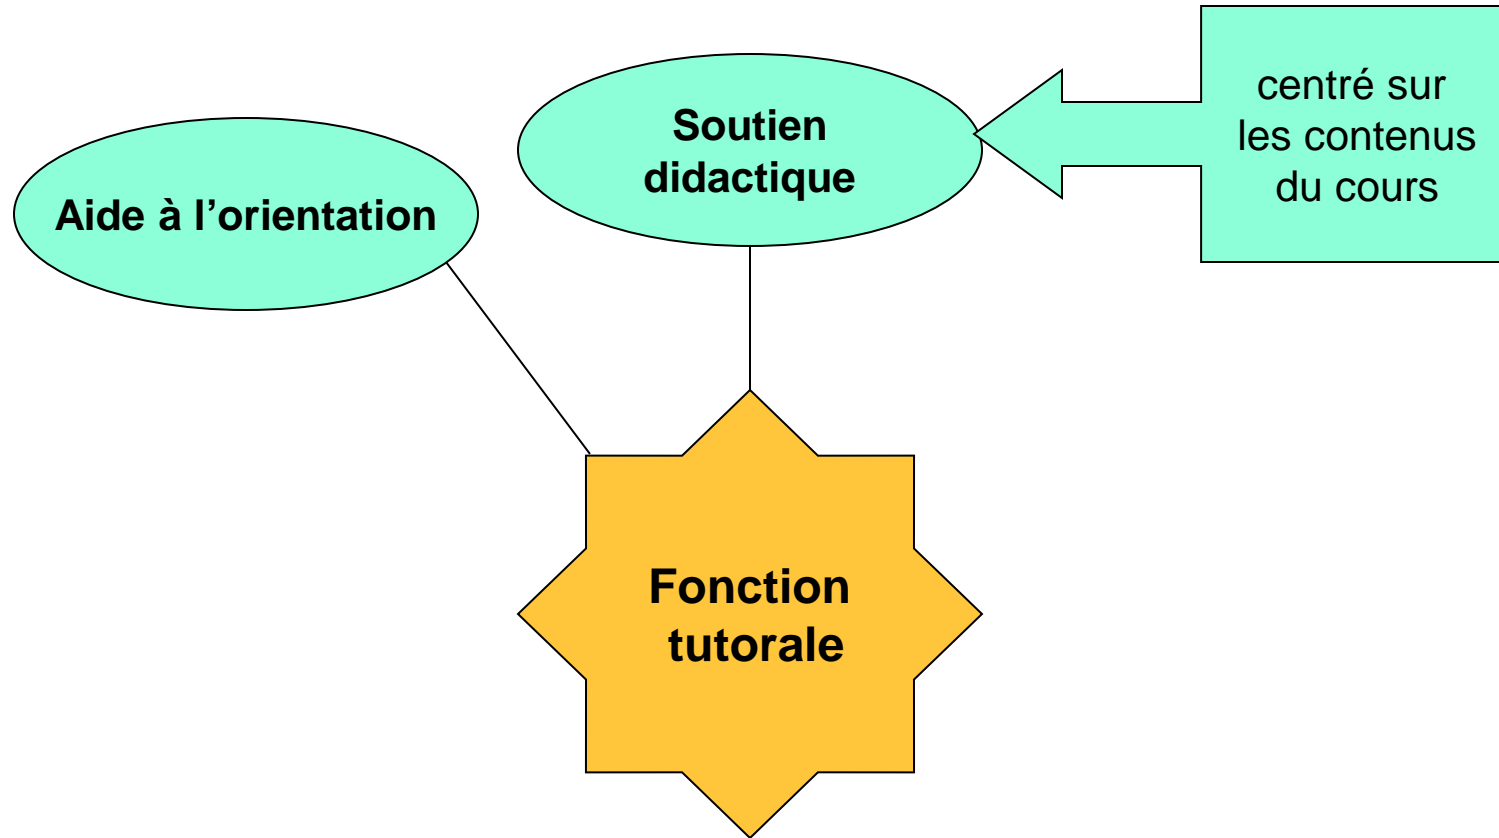 Aide à l’orientation
Soutien
didactique
centré sur
les contenus
du cours
Fonction
tutorale